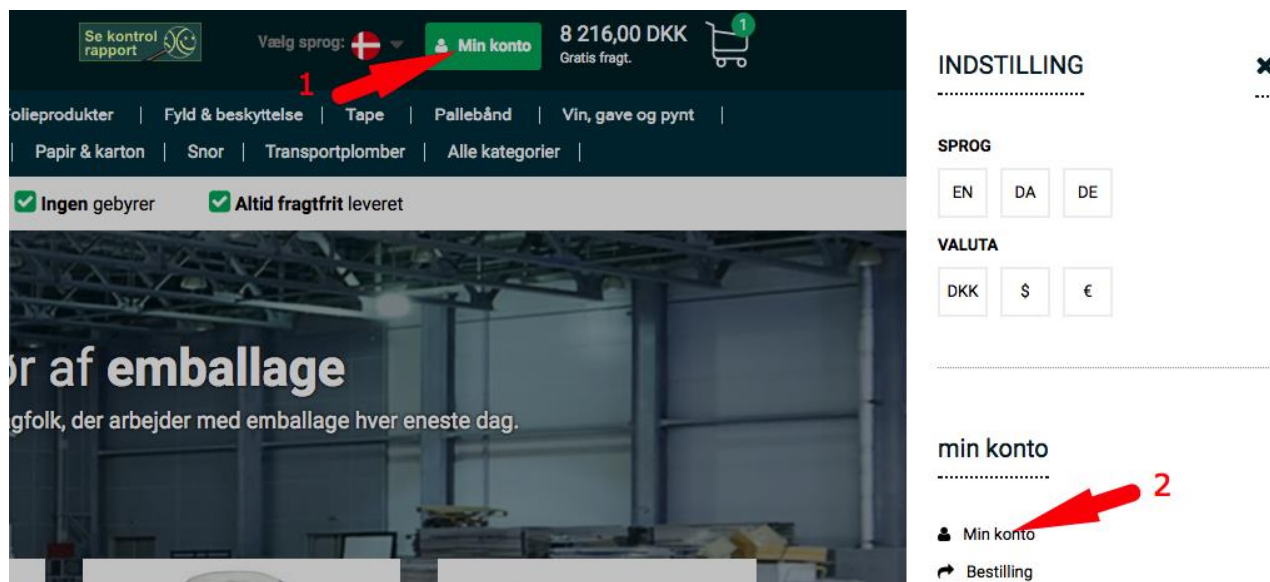 Se kontrol
rapport
Vælg sprog:
Min konto
8 216,00 DKK
Gratis fragt.
1
1
olieprodukter | Fyld & beskyttelse | Tape | Pallebånd | Vin, gave og pynt |
| Papir & karton | Snor | Transportplomber | Alle kategorier |
Ingen gebyrer
Altid fragtfrit leveret
ør af emballage
gfolk, der arbejder med emballage hver eneste dag.
INDSTILLING
SPROG
EN DA DE
VALUTA
DKK $ €
min konto
2
Min konto
Bestilling